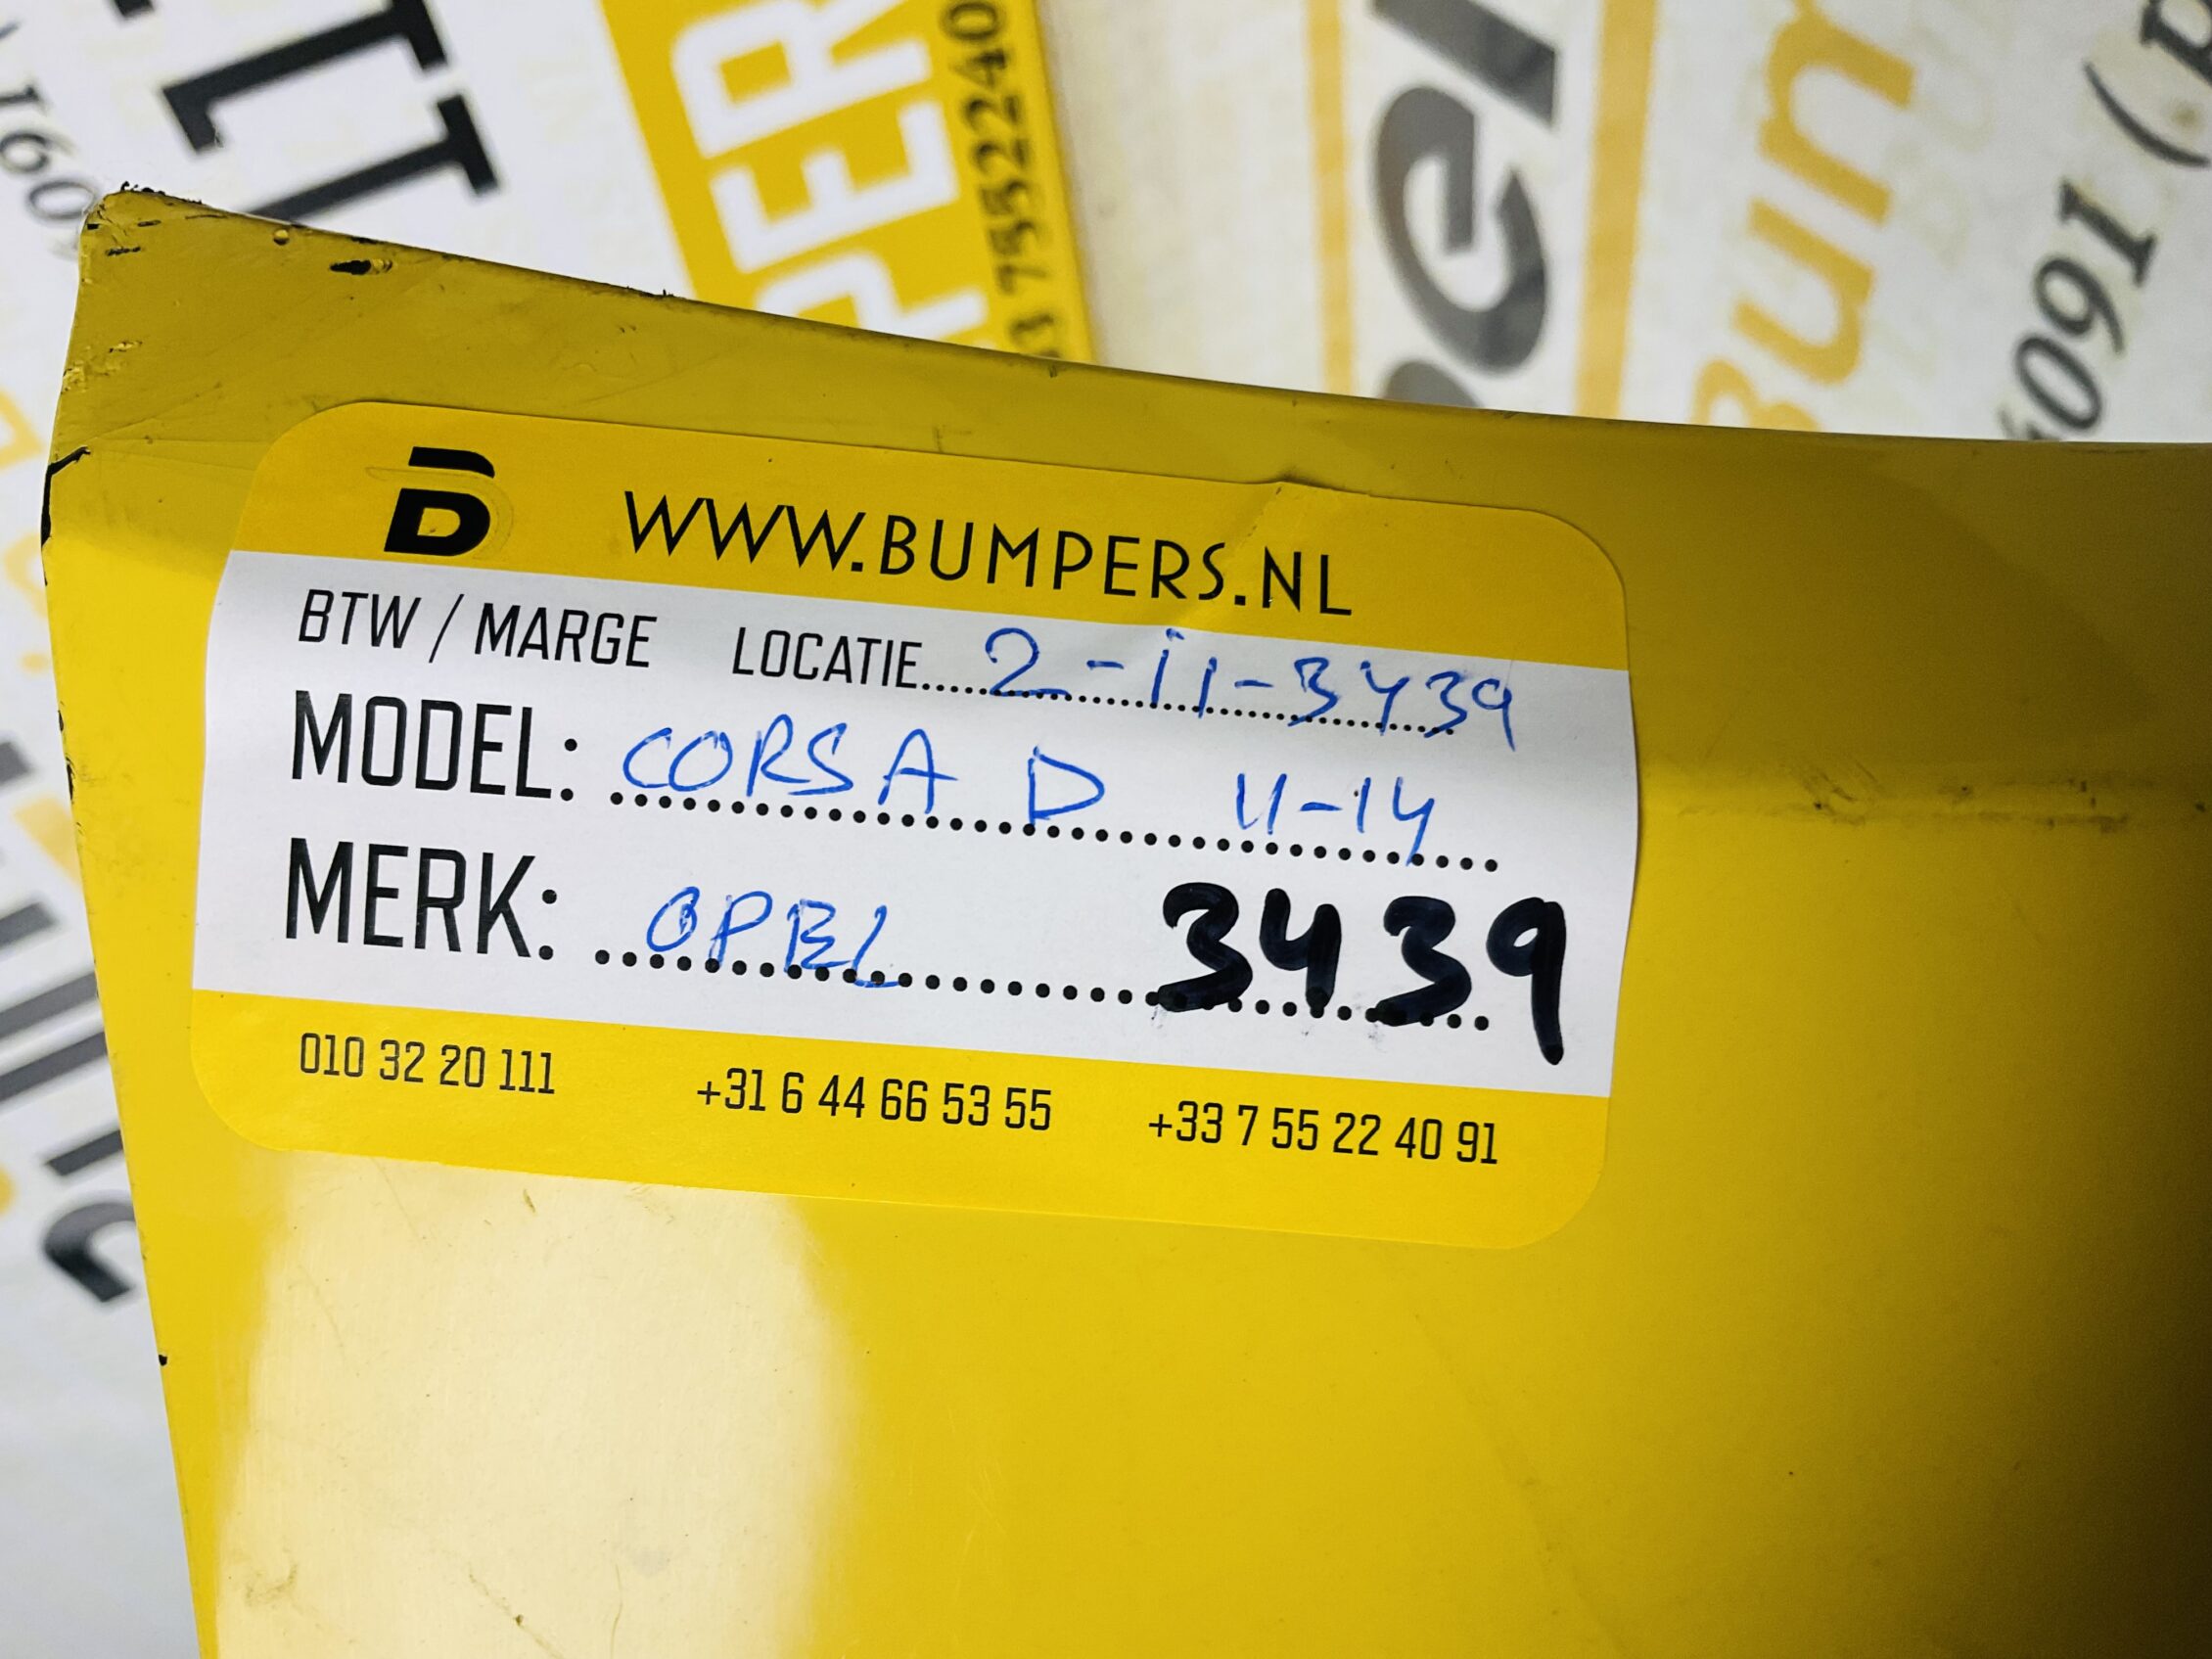 B WWW.BUMPERS.NL
BTW / MARGE LOCATIE......2-i1-3439
MODEL: CORSA D 11-14
MERK: OPEL 3439
010 32 20 111 +31 6 44 66 53 55 +33 7 55 22 40 91